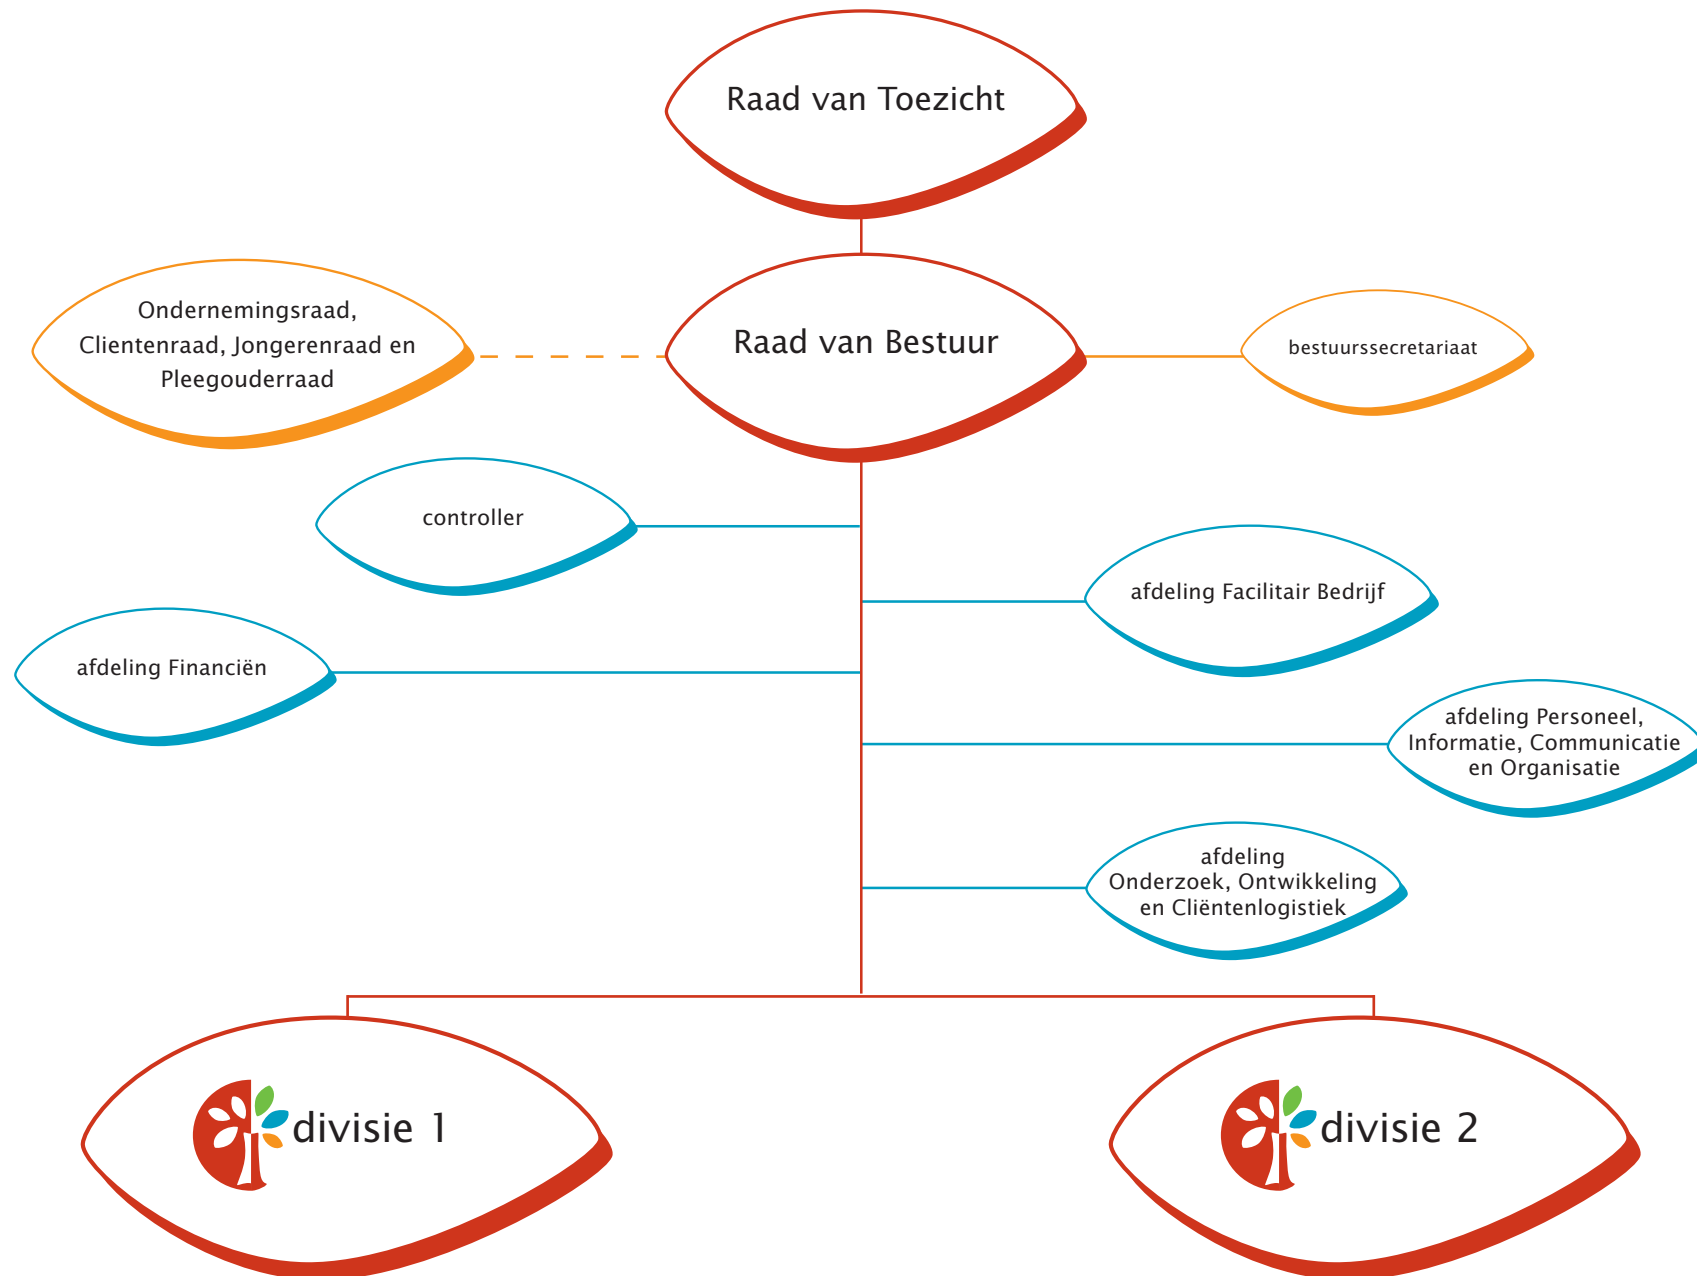 Raad van Toezicht
Ondernemingsraad,
Clientenraad, Jongerenraad en
Pleegouderraad
Raad van Bestuur
bestuurssecretariaat
controller
afdeling Facilitair Bedrijf
afdeling Financiën
afdeling Personeel,
Informatie, Communicatie
en Organisatie
afdeling
Onderzoek, Ontwikkeling
en Cliëntenlogistiek
divisie 1
divisie 2